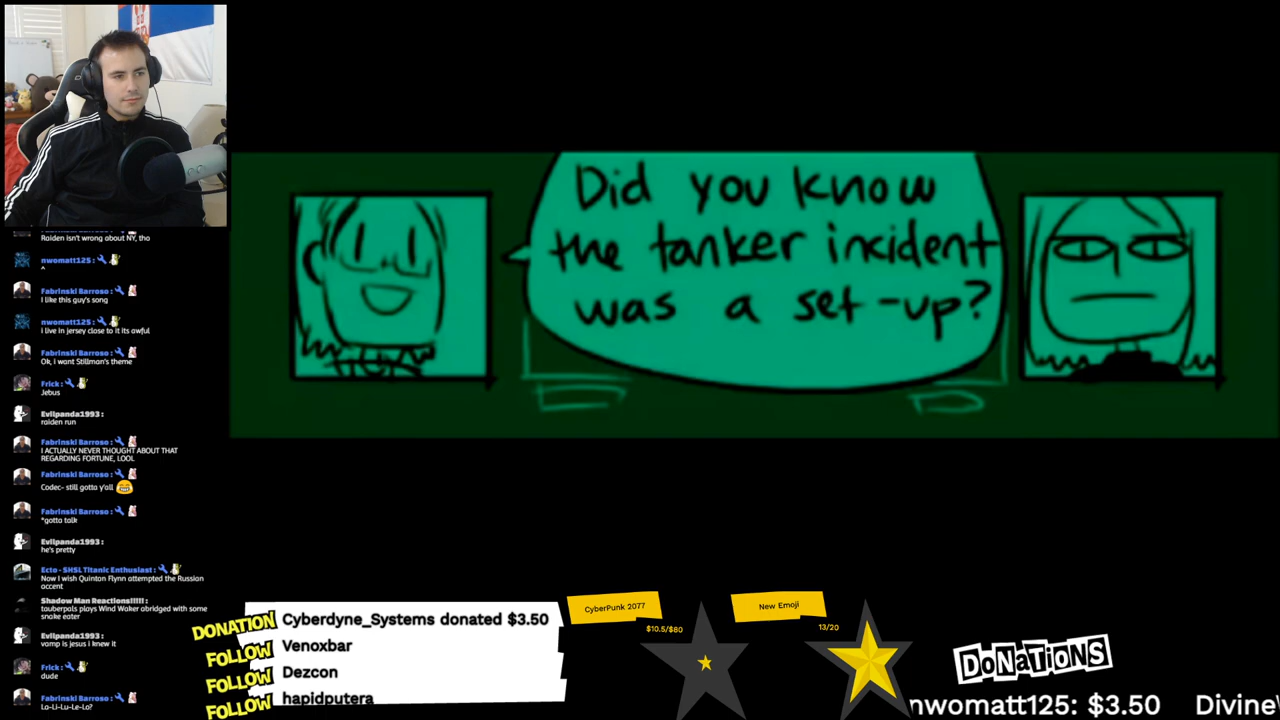 Did you know
the tanker incident
was a set-up?
Raiden isn't wrong about NY, tho
nwomatt125 :
^
Fabrinski Barroso :
I like this guy's song
nwomatt125 :
I live in jersey close to it its awful
Fabrinski Barroso :
Ok, i want Stillman's theme
Frick :
Jebus
Evilpanda1993 :
raiden run
Fabrinski Barroso :
I ACTUALLY NEVER THOUGHT ABOUT THAT
REGARDING FORTUNE, LOOL
Fabrinski Barroso :
Codec- still gotta y'all
Fabrinski Barroso :
*gotta talk
Evilpanda1993 :
he's pretty
Ecto - SHSL Titanic Enthusiast :
Now I wish Quinton Flynn attempted the Russian
accent
Shadow Man Reactions!!!!! :
tauberpals plays Wind Waker abridged with some
snake eater
Evilpanda1993 :
vamp is jesus i knew it
Frick :
dude
Fabrinski Barroso :
La-Li-Lu-Le-Lo?
DONATION Cyberdyne_Systems donated $3.50
FOLLOW Venoxbar
FOLLOW Dezcon
FOLLOW hapidputera
CyberPunk 2077
$10.5/$80
New Emoji
13/20
DONATIONS
nwomatt125: $3.50 Divine